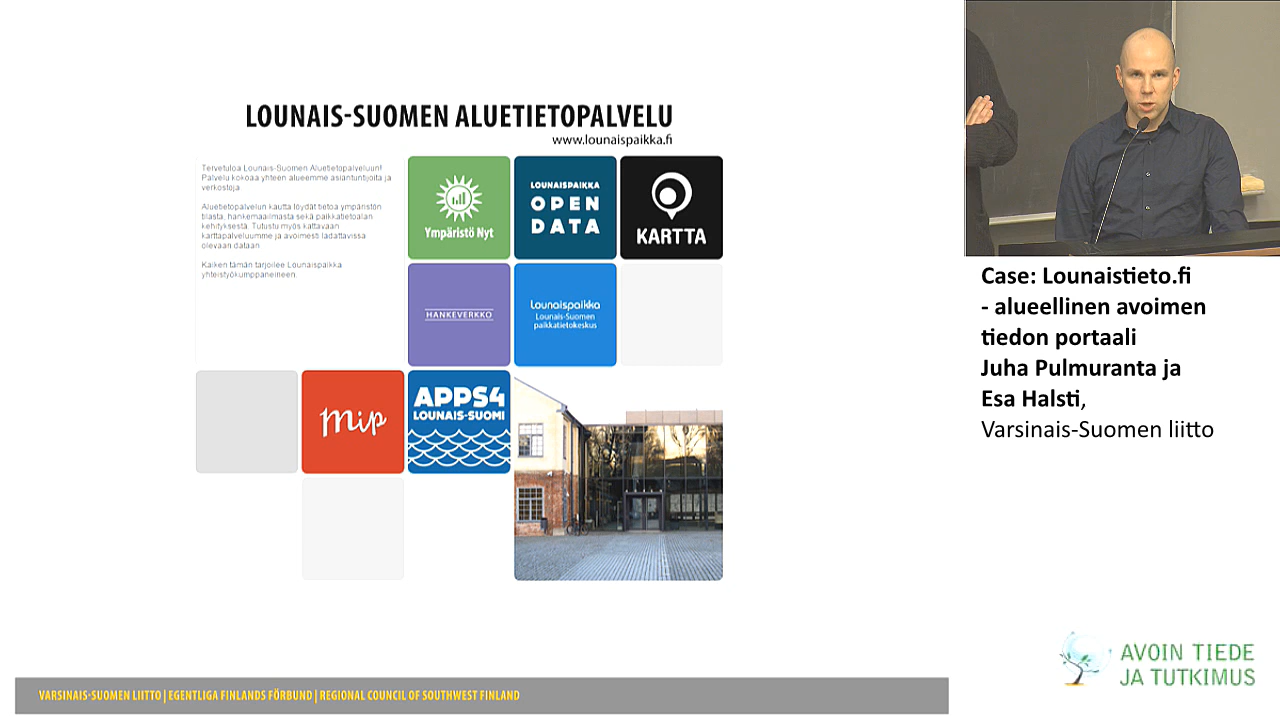 LOUNAIS-SUOMEN ALUETIETOPALVELU
www.lounaispaikka.fi
Tervetuloa Lounais-Suomen Aluetietopalveluun!
Palvelu kokoaa yhteen alueemme asiantuntijoita ja
verkostoja.
Aluetietopalvelun kautta löydät tietoa ympäristön
tilasta, hankemaailmasta sekä paikkatietoalan
kehityksestä. Tutustu myös kattavaan
karttapalveluumme ja avoimesti ladattavissa
olevaan dataan
Kaiken tämän tarjoilee Lounaispaikka
yhteistyökumppaneineen.
Ympäristö Nyt
LOUNAISPAIKKA
OPEN
DATA
KARTTA
HANKEVERKKO
Lounaispaikka
Lounais-Suomen
paikkatietokeskus
mip
APPS4
LOUNAIS-SUOMI
VARSINAIS-SUOMEN LIITTO | EGENTLIGA FINLANDS FÖRBUND | REGIONAL COUNCIL OF SOUTHWEST FINLAND
Case: Lounaistieto.fi
- alueellinen avoimen
tiedon portaali
Juha Pulmuranta ja
Esa Halsti,
Varsinais-Suomen liitto
AVOIN TIEDE
JA TUTKIMUS